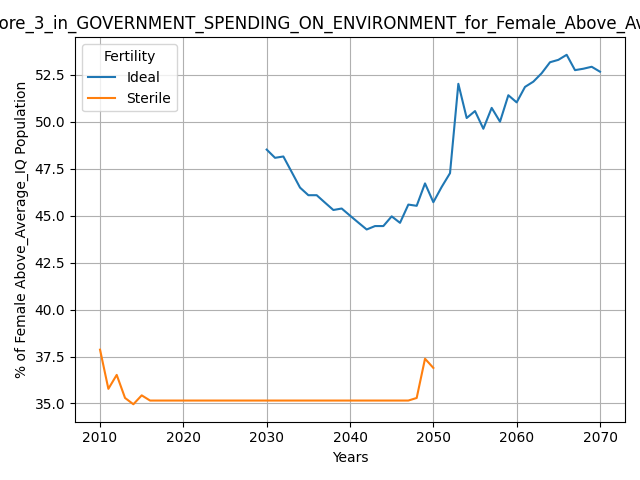 ore_3_in_GOVERNMENT_SPENDING_ON_ENVIRONMENT_for_Female_Above_Av
Fertility
Ideal
Sterile
% of Female Above_Average_IQ Population
52.5
50.0
47.5
45.0
42.5
40.0
37.5
35.0
2010 2020 2030 2040 2050 2060 2070
Years